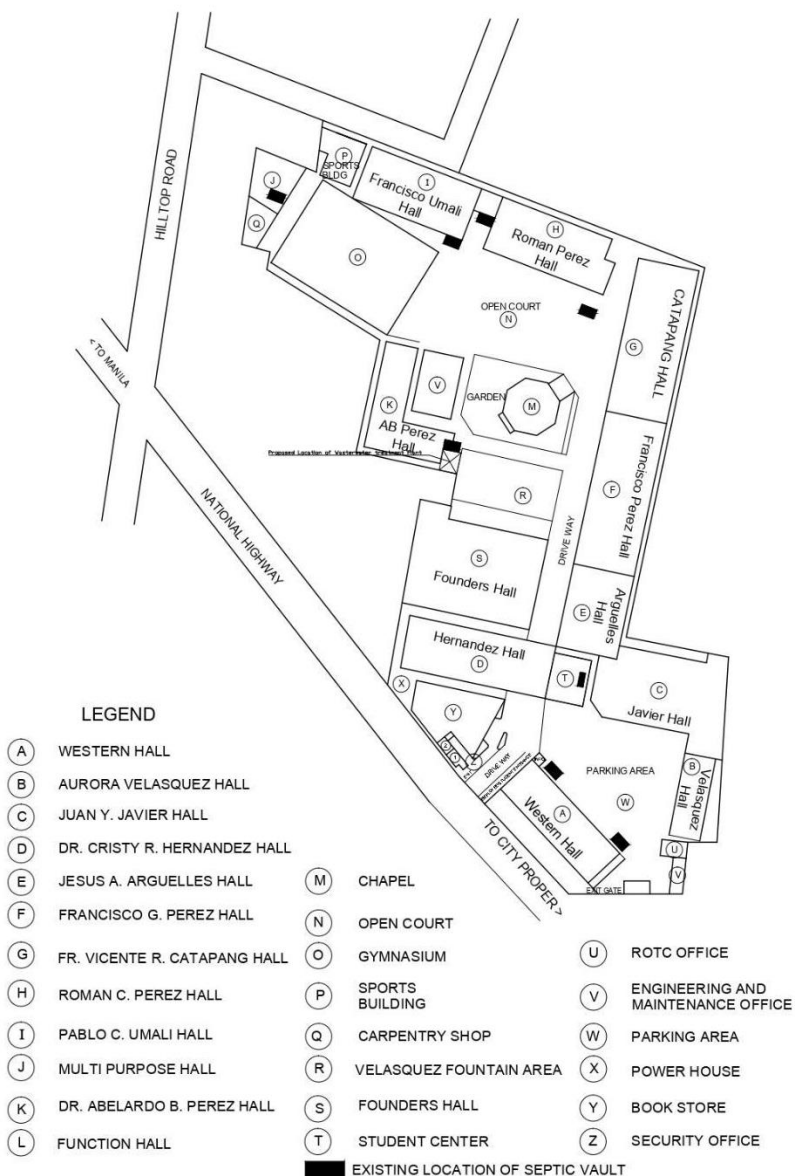 HILLTOP ROAD
P
SPORTS
BLDG
J
Q
I
Francisco Umali
Hall
H
Roman Perez
Hall
O
OPEN COURT
N
CATAPANG HALL
G
< TO MANILA
V
K
AB Perez
Hall
GARDEN
M
Proposed Location of Wastewater Treatment Plant
R
Francisco Perez Hall
F
NATIONAL HIGHWAY
DRIVE WAY
S
Founders Hall
E
Arguelles
Hall
Hernandez Hall
D
T
X
C
Javier Hall
Y
Z
DRIVE WAY
PARKING AREA
W
B
Velasquez
Hall
A
Western Hall
U
V
TO CITY PROPER >
EXIT GATE
LEGEND
A WESTERN HALL
B AURORA VELASQUEZ HALL
C JUAN Y. JAVIER HALL
D DR. CRISTY R. HERNANDEZ HALL
E JESUS A. ARGUELLES HALL
F FRANCISCO G. PEREZ HALL
G FR. VICENTE R. CATAPANG HALL
H ROMAN C. PEREZ HALL
I PABLO C. UMALI HALL
J MULTI PURPOSE HALL
K DR. ABELARDO B. PEREZ HALL
L FUNCTION HALL
M CHAPEL
N OPEN COURT
O GYMNASIUM
P SPORTS
BUILDING
Q CARPENTRY SHOP
R VELASQUEZ FOUNTAIN AREA
S FOUNDERS HALL
T STUDENT CENTER
U ROTC OFFICE
V ENGINEERING AND
MAINTENANCE OFFICE
W PARKING AREA
X POWER HOUSE
Y BOOK STORE
Z SECURITY OFFICE
EXISTING LOCATION OF SEPTIC VAULT